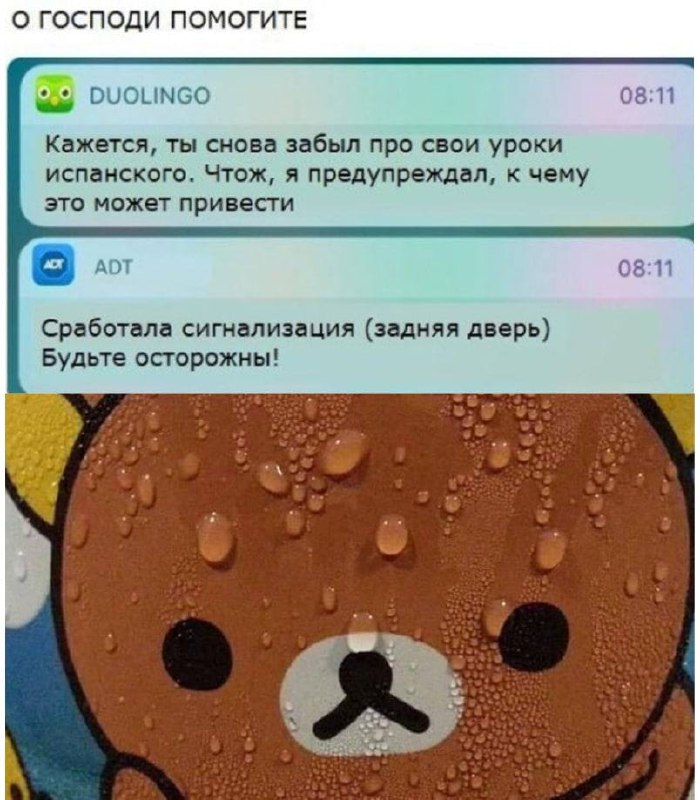 О ГОСПОДИ ПОМОГИТЕ
DUOLINGO 08:11
Кажется, ты снова забыл про свои уроки
испанского. Чтож, я предупреждал, к чему
это может привести
ADT ADT 08:11
Сработала сигнализация (задняя дверь)
Будьте осторожны!